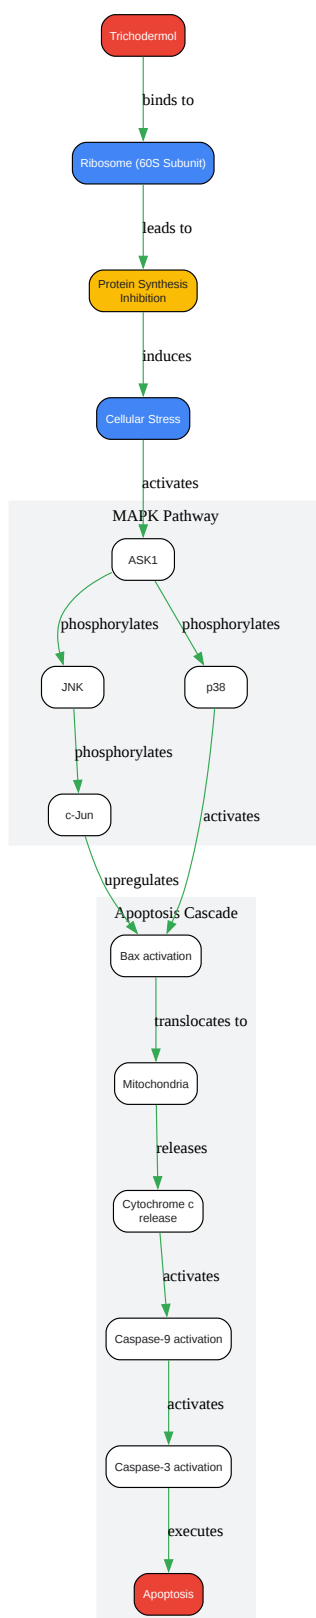 Trichodermol
binds to
Ribosome (60S Subunit)
leads to
Protein Synthesis
Inhibition
induces
Cellular Stress
activates
MAPK Pathway
ASK1
phosphorylates
phosphorylates
JNK
p38
phosphorylates
c-Jun
activates
upregulates
Apoptosis Cascade
Bax activation
translocates to
Mitochondria
releases
Cytochrome c
release
activates
Caspase-9 activation
activates
Caspase-3 activation
executes
Apoptosis